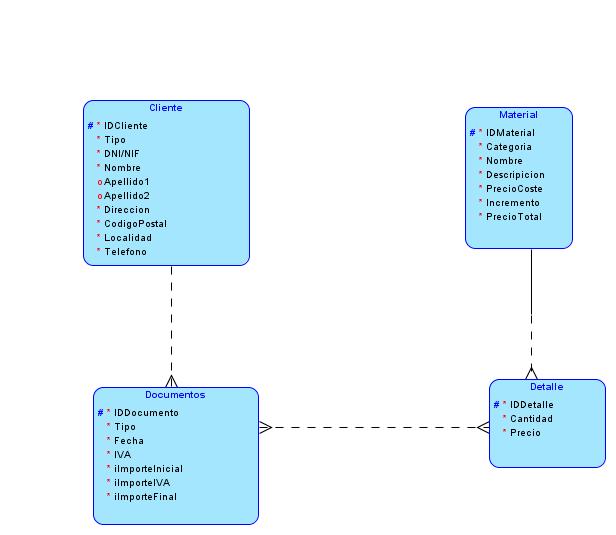 Cliente
# * IDCliente
* Tipo
* DNI/NIF
* Nombre
o Apellido1
o Apellido2
* Direccion
* CodigoPostal
* Localidad
* Telefono
Material
# * IDMaterial
* Categoria
* Nombre
* Descripicion
* PrecioCoste
* Incremento
* PrecioTotal
Documentos
# * IDDocumento
* Tipo
* Fecha
* IVA
* iImporteInicial
* iImporteIVA
* iImporteFinal
Detalle
# * IDDetalle
* Cantidad
* Precio